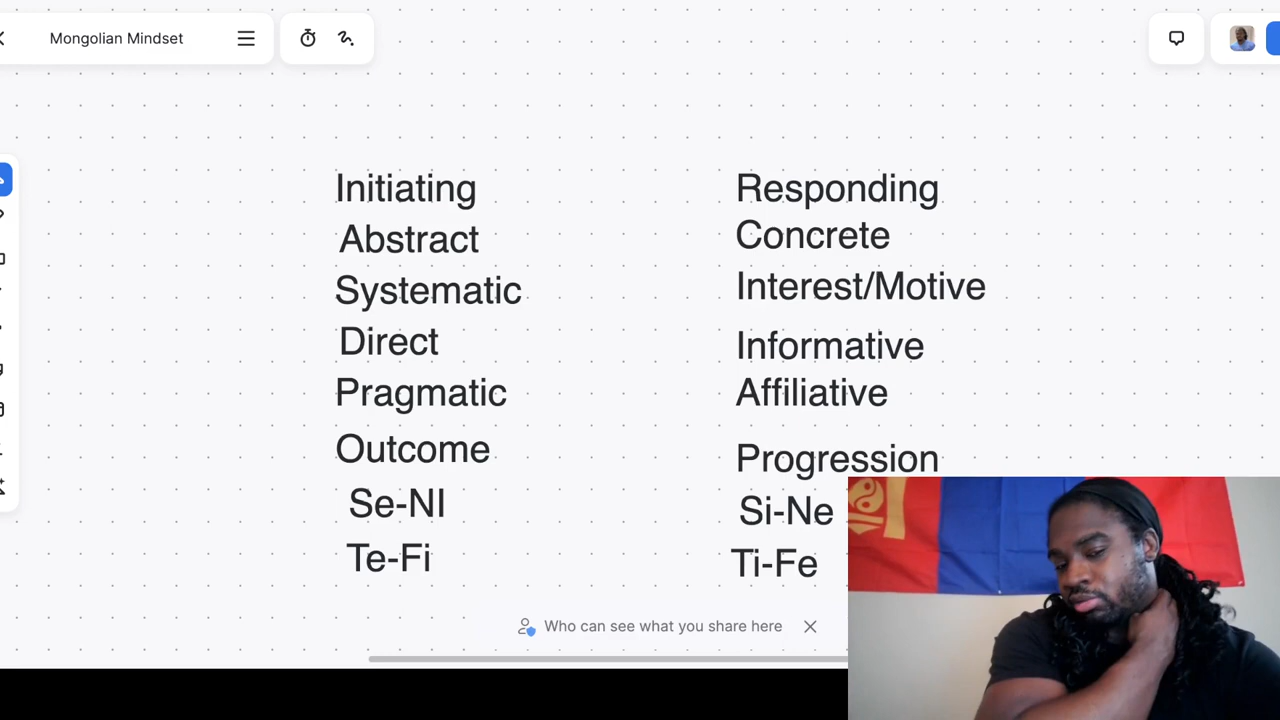 Mongolian Mindset
Initiating
Abstract
Systematic
Direct
Pragmatic
Outcome
Se-NI
Te-Fi
Responding
Concrete
Interest/Motive
Informative
Affiliative
Progression
Si-Ne
Ti-Fe
Who can see what you share here